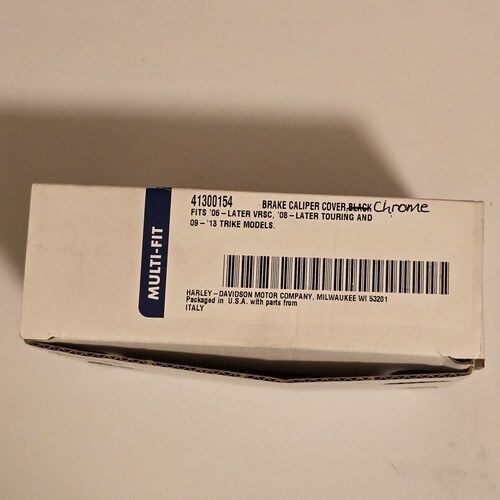 MULTI-FIT
41300154 BRAKE CALIPER COVER,BLACK Chrome
FITS '06-LATER VRSC, '08-LATER TOURING AND
09-'13 TRIKE MODELS.
HARLEY-DAVIDSON MOTOR COMPANY, MILWAUKEE WI 53201
Packaged in U.S.A. with parts from
ITALY